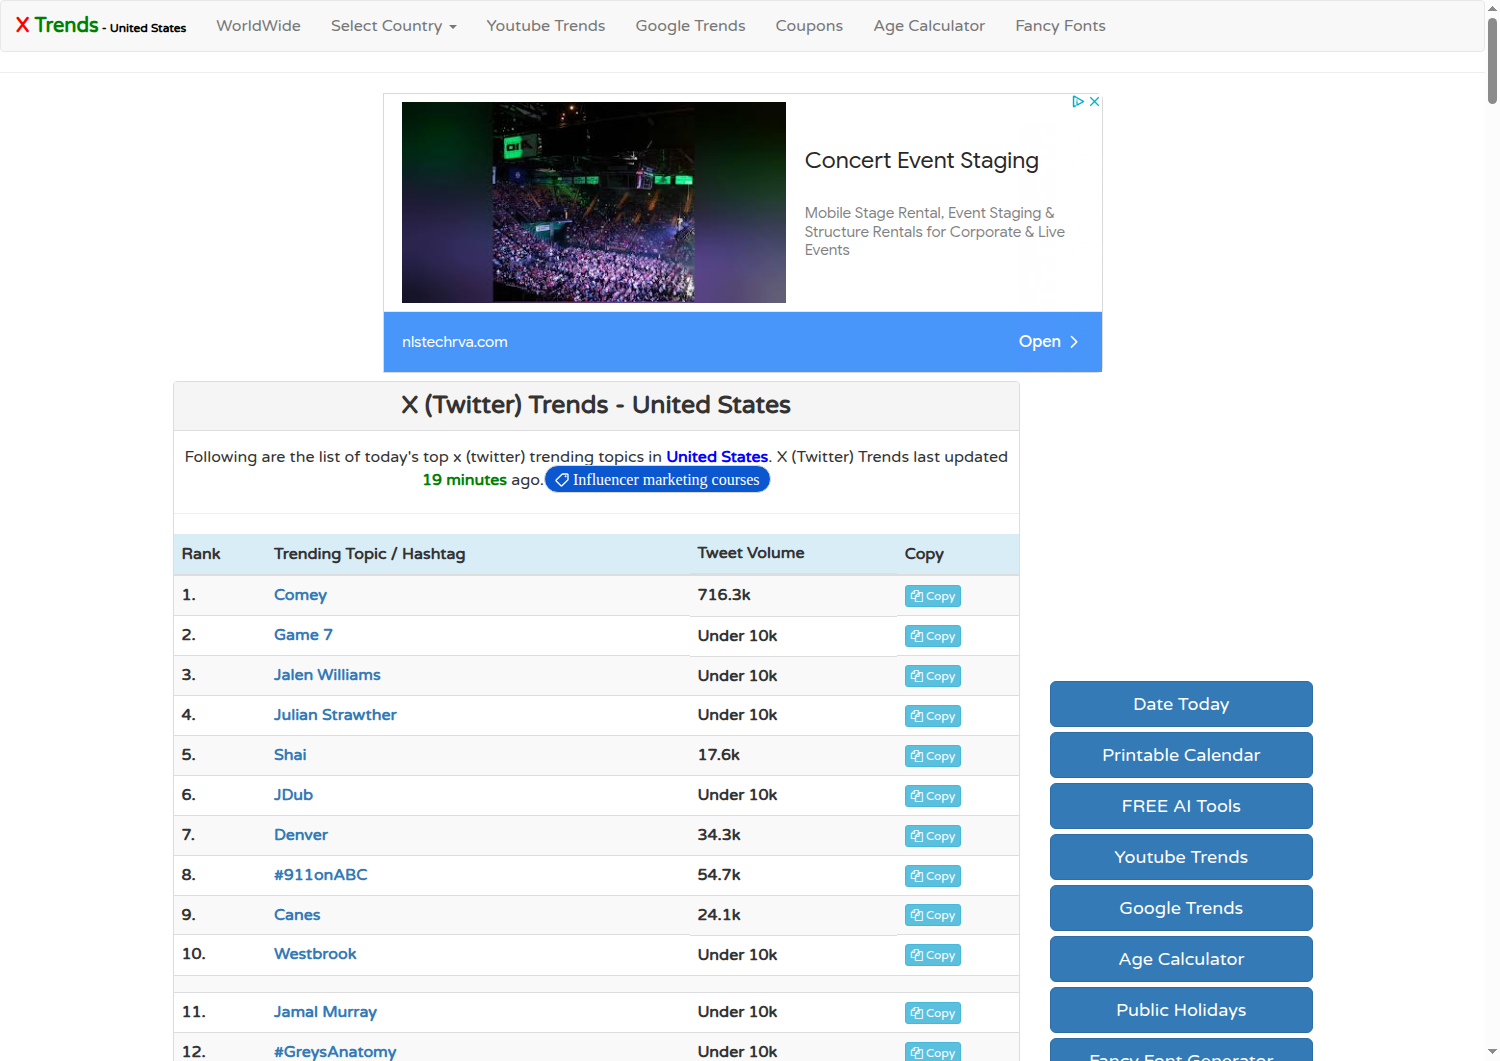 X Trends - United States WorldWide Select Country Youtube Trends Google Trends Coupons Age Calculator Fancy Fonts
Concert Event Staging
Mobile Stage Rental, Event Staging &
Structure Rentals for Corporate & Live
Events
nlstechrva.com Open
X (Twitter) Trends - United States
Following are the list of today's top x (twitter) trending topics in United States. X (Twitter) Trends last updated
19 minutes ago. Influencer marketing courses
Rank Trending Topic / Hashtag Tweet Volume Copy
1. Comey 716.3k Copy
2. Game 7 Under 10k Copy
3. Jalen Williams Under 10k Copy
4. Julian Strawther Under 10k Copy
5. Shai 17.6k Copy
6. JDub Under 10k Copy
7. Denver 34.3k Copy
8. #911onABC 54.7k Copy
9. Canes 24.1k Copy
10. Westbrook Under 10k Copy
11. Jamal Murray Under 10k Copy
12. #GreysAnatomy Under 10k Copy
Date Today
Printable Calendar
FREE AI Tools
Youtube Trends
Google Trends
Age Calculator
Public Holidays
Fancy Font Generator